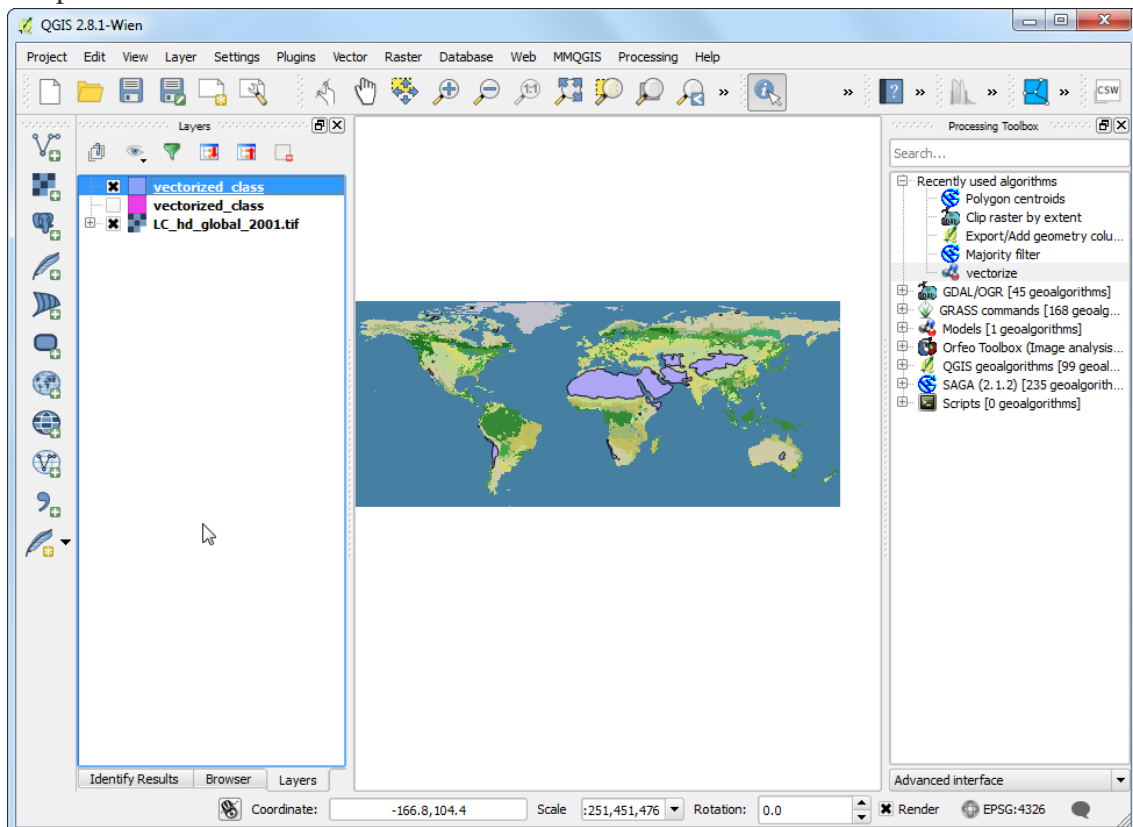 QGIS 2.8.1-Wien
Project Edit View Layer Settings Plugins Vector Raster Database Web MMQGIS Processing Help
1:1 » » ? » » » CSW
Layers
Processing Toolbox
Search...
vectorized_class
vectorized_class
LC_hd_global_2001.tif
Recently used algorithms
Polygon centroids
Clip raster by extent
Export/Add geometry colu...
Majority filter
vectorize
GDAL/OGR [45 geoalgorithms]
GRASS commands [168 geoalg...
Models [1 geoalgorithms]
Orfeo Toolbox (Image analysis...
QGIS geoalgorithms [99 geoal...
SAGA (2.1.2) [235 geoalgorith...
Scripts [0 geoalgorithms]
Identify Results Browser Layers
Advanced interface
Coordinate: -166.8,104.4 Scale :251,451,476 Rotation: 0.0 Render EPSG:4326